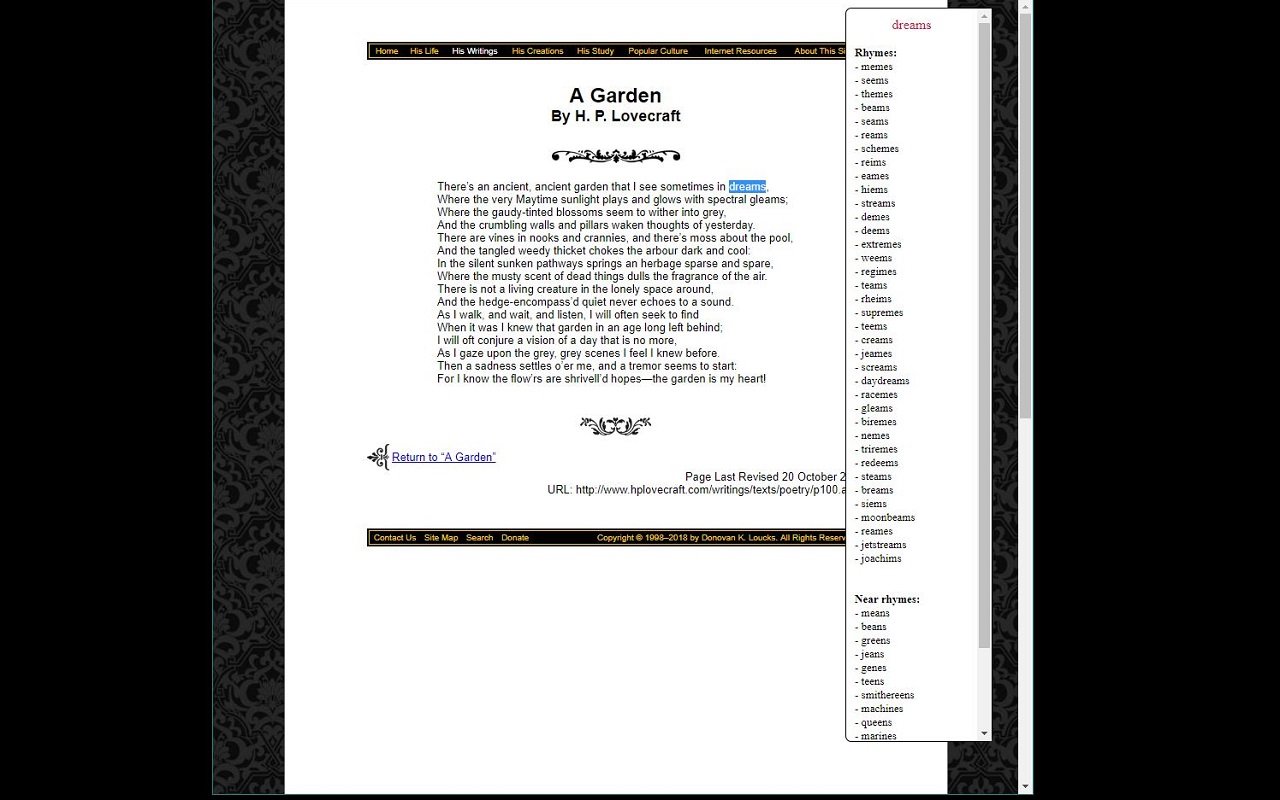 Home His Life His Writings His Creations His Study Popular Culture Internet Resources About This Si
A Garden
By H. P. Lovecraft
There's an ancient, ancient garden that I see sometimes in dreams,
Where the very Maytime sunlight plays and glows with spectral gleams;
Where the gaudy-tinted blossoms seem to wither into grey,
And the crumbling walls and pillars waken thoughts of yesterday.
There are vines in nooks and crannies, and there's moss about the pool,
And the tangled weedy thicket chokes the arbour dark and cool:
In the silent sunken pathways springs an herbage sparse and spare,
Where the musty scent of dead things dulls the fragrance of the air.
There is not a living creature in the lonely space around,
And the hedge-encompass'd quiet never echoes to a sound.
As I walk, and wait, and listen, I will often seek to find
When it was I knew that garden in an age long left behind;
I will oft conjure a vision of a day that is no more,
As I gaze upon the grey, grey scenes I feel I knew before.
Then a sadness settles o'er me, and a tremor seems to start:
For I know the flow'rs are shrivell'd hopes—the garden is my heart!
Return to “A Garden”
Page Last Revised 20 October 2
URL: http://www.hplovecraft.com/writings/texts/poetry/p100.a
Contact Us Site Map Search Donate Copyright © 1998–2018 by Donovan K. Loucks. All Rights Reserv
dreams
Rhymes:
- memes
- seems
- themes
- beams
- seams
- reams
- schemes
- reims
- eames
- hiems
- streams
- demes
- deems
- extremes
- weems
- regimes
- teams
- rheims
- supremes
- teems
- creams
- jeames
- screams
- daydreams
- racemes
- gleams
- biremes
- nemes
- triremes
- redeems
- steams
- breams
- siems
- moonbeams
- reames
- jetstreams
- joachims
Near rhymes:
- means
- beans
- greens
- jeans
- genes
- teens
- smithereens
- machines
- queens
- marines